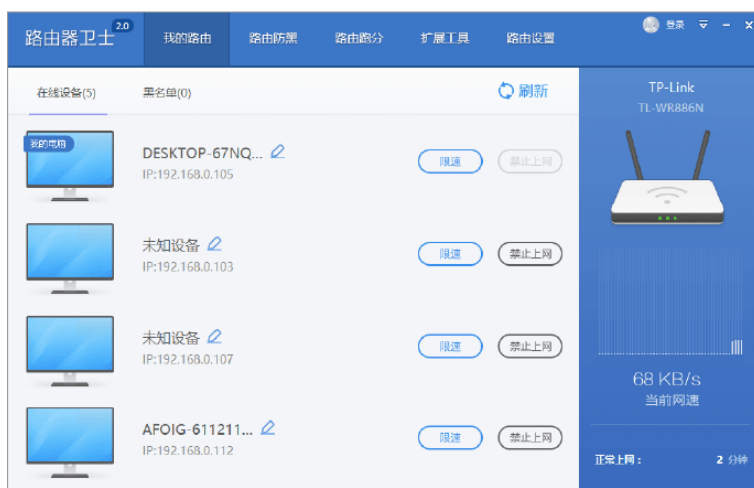 路由器卫士 2.0
我的路由 路由防黑 路由跑分 扩展工具 路由设置
登录
在线设备(5) 黑名单(0) 刷新
TP-Link
TL-WR886N
我的电脑
DESKTOP-67NQ...
IP:192.168.0.105
限速 禁止上网
未知设备
IP:192.168.0.103
限速 禁止上网
未知设备
IP:192.168.0.107
限速 禁止上网
AFOIG-611211...
IP:192.168.0.112
限速 禁止上网
68 KB/s
当前网速
正常上网： 2 分钟